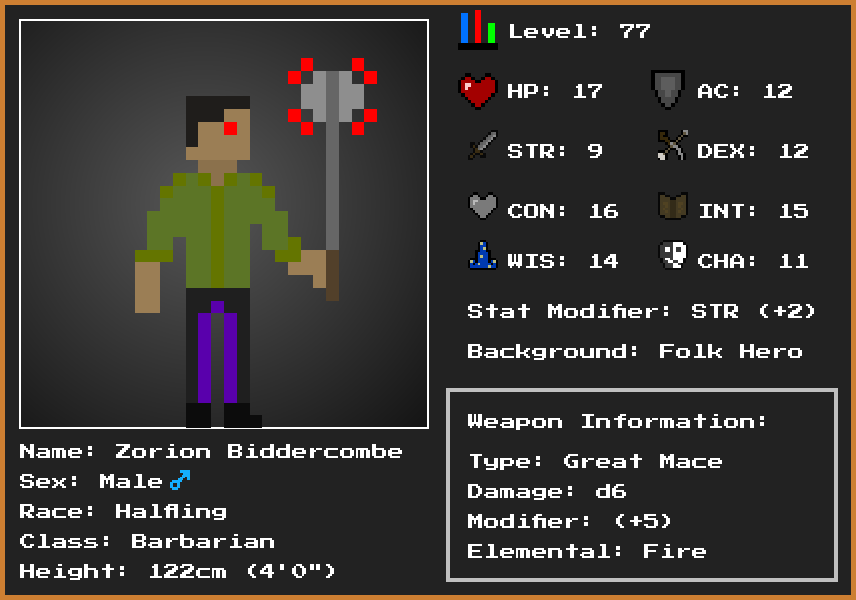 Level: 77
HP: 17 AC: 12
STR: 9 DEX: 12
CON: 16 INT: 15
WIS: 14 CHA: 11
Stat Modifier: STR (+2)
Background: Folk Hero
Name: Zorion Biddercombe
Sex: Male ♂
Race: Halfling
Class: Barbarian
Height: 122cm (4'0")
Weapon Information:
Type: Great Mace
Damage: d6
Modifier: (+5)
Elemental: Fire